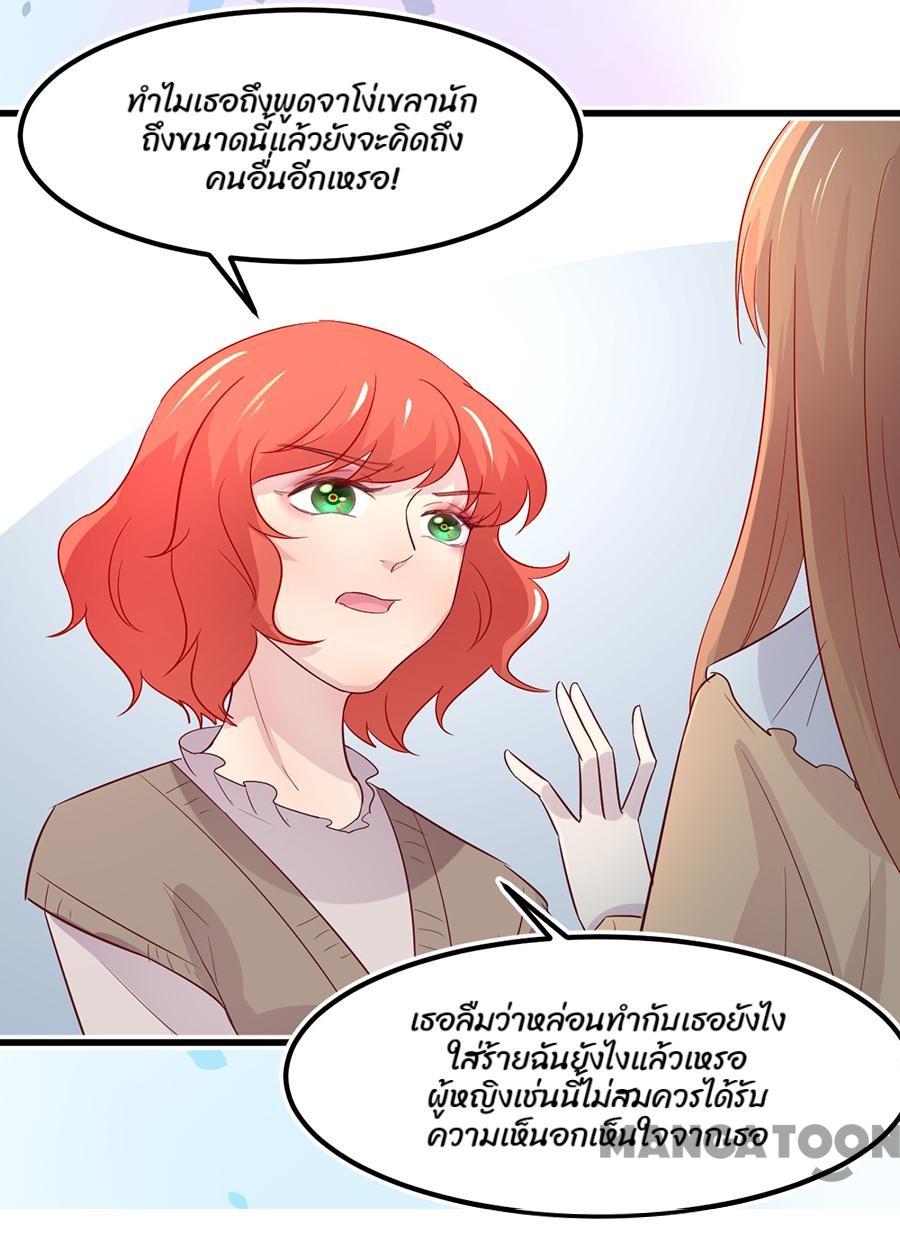 ทำไมเธอถึงพูดจาโง่เขลานัก
ถึงขนาดนี้แล้วยังจะคิดถึง
คนอื่นอีกเหรอ!
เธอลืมว่าหล่อนทำกับเธอยังไง
ใส่ร้ายฉันยังไงแล้วเหรอ
ผู้หญิงเช่นนี้ไม่สมควรได้รับ
ความเห็นอกเห็นใจจากเธอ
MANGATOON